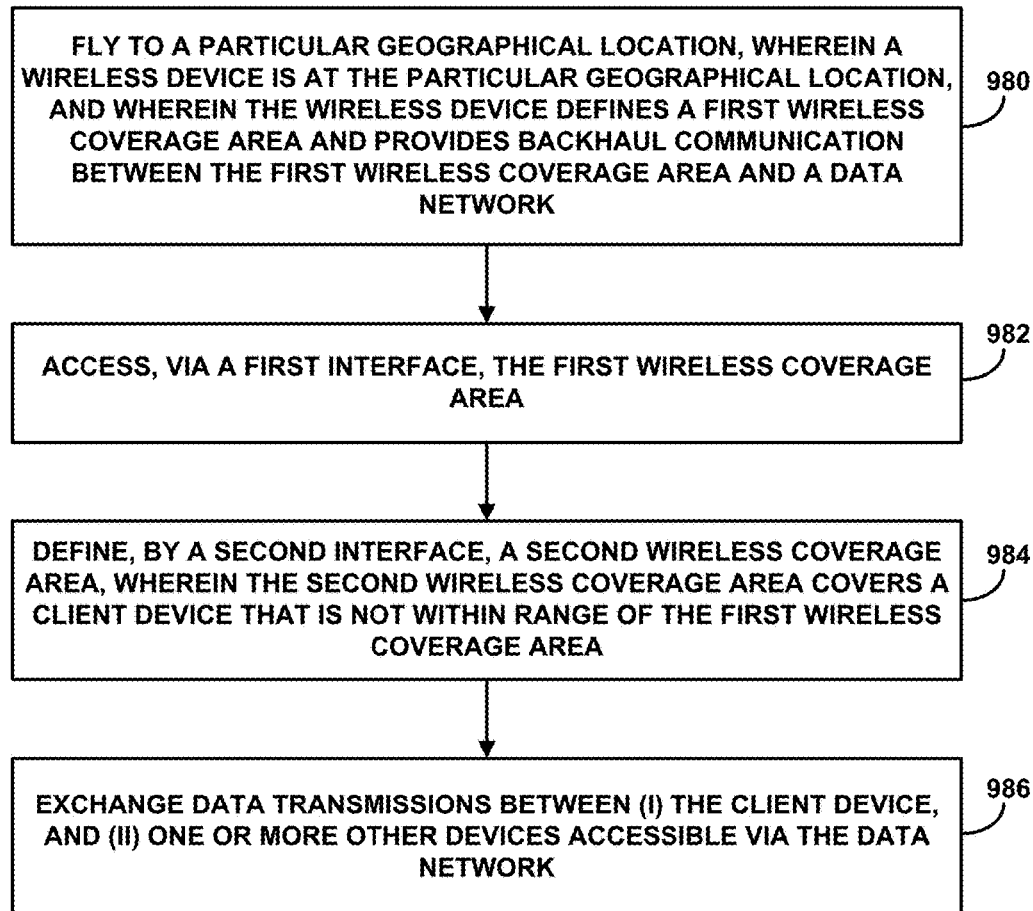 FLY TO A PARTICULAR GEOGRAPHICAL LOCATION, WHEREIN A
WIRELESS DEVICE IS AT THE PARTICULAR GEOGRAPHICAL LOCATION,
AND WHEREIN THE WIRELESS DEVICE DEFINES A FIRST WIRELESS
COVERAGE AREA AND PROVIDES BACKHAUL COMMUNICATION
BETWEEN THE FIRST WIRELESS COVERAGE AREA AND A DATA
NETWORK
980
ACCESS, VIA A FIRST INTERFACE, THE FIRST WIRELESS COVERAGE
AREA
982
DEFINE, BY A SECOND INTERFACE, A SECOND WIRELESS COVERAGE
AREA, WHEREIN THE SECOND WIRELESS COVERAGE AREA COVERS A
CLIENT DEVICE THAT IS NOT WITHIN RANGE OF THE FIRST WIRELESS
COVERAGE AREA
984
EXCHANGE DATA TRANSMISSIONS BETWEEN (I) THE CLIENT DEVICE,
AND (II) ONE OR MORE OTHER DEVICES ACCESSIBLE VIA THE DATA
NETWORK
986